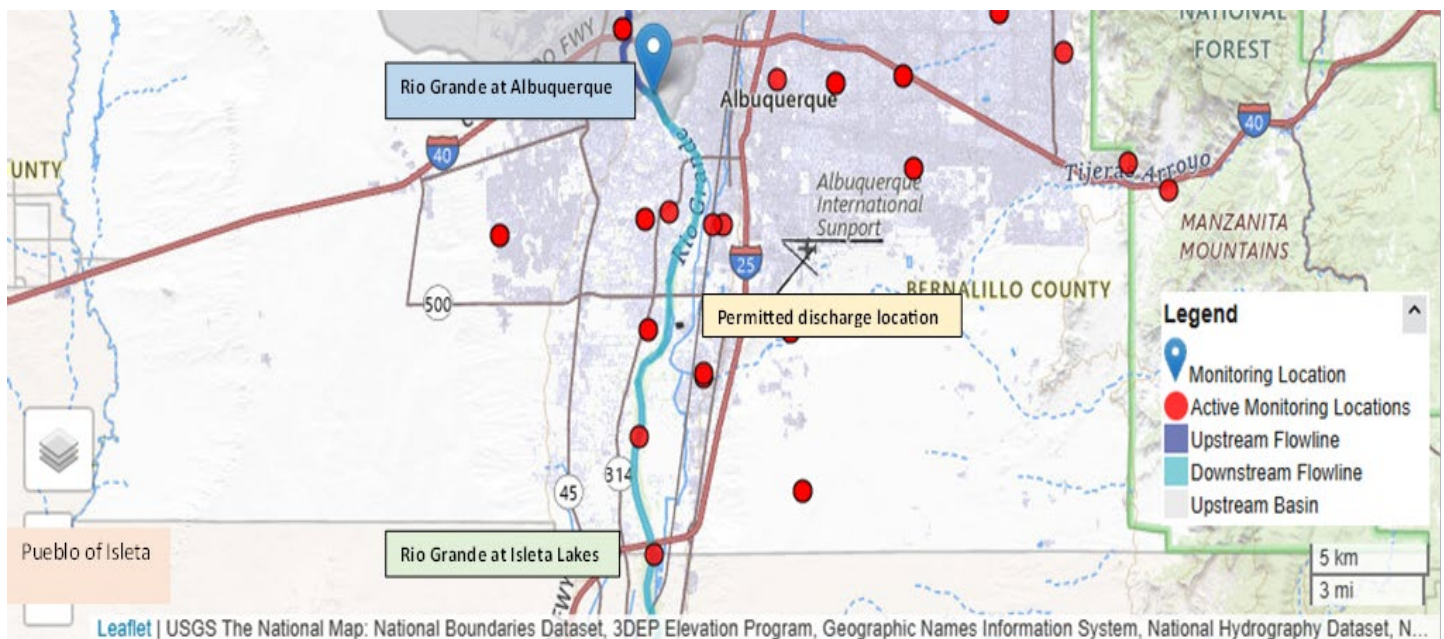 NATIONAL
FOREST
Rio Grande at Albuquerque
FWY
Albuquerque
40
40
UNTY
Rio Grande
Tijeras Arroyo
Albuquerque
International
Sunport
MANZANITA
MOUNTAINS
25
BERNALILLO COUNTY
500
Permitted discharge location
Legend
Monitoring Location
Active Monitoring Locations
Upstream Flowline
Downstream Flowline
Upstream Basin
314
45
Pueblo of Isleta
Rio Grande at Isleta Lakes
FWY
5 km
3 mi
Leaflet | USGS The National Map: National Boundaries Dataset, 3DEP Elevation Program, Geographic Names Information System, National Hydrography Dataset, N...